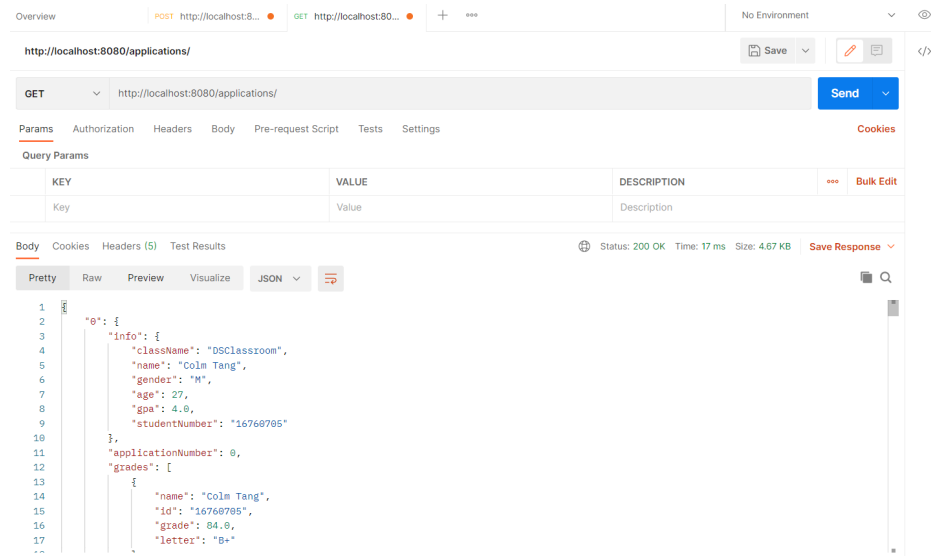 Overview POST http://localhost:8... GET http://localhost:80... No Environment
http://localhost:8080/applications/ Save
GET http://localhost:8080/applications/ Send
Params Authorization Headers Body Pre-request Script Tests Settings Cookies
Query Params
KEY VALUE DESCRIPTION Bulk Edit
Key Value Description
Body Cookies Headers (5) Test Results Status: 200 OK Time: 17 ms Size: 4.67 KB Save Response
Pretty Raw Preview Visualize JSON
1 {
2 "0": {
3 "info": {
4 "className": "DSClassroom",
5 "name": "Colm Tang",
6 "gender": "M",
7 "age": 27,
8 "gpa": 4.0,
9 "studentNumber": "16760705"
10 },
11 "applicationNumber": 0,
12 "grades": [
13 {
14 "name": "Colm Tang",
15 "id": "16760705",
16 "grade": 84.0,
17 "letter": "B+"